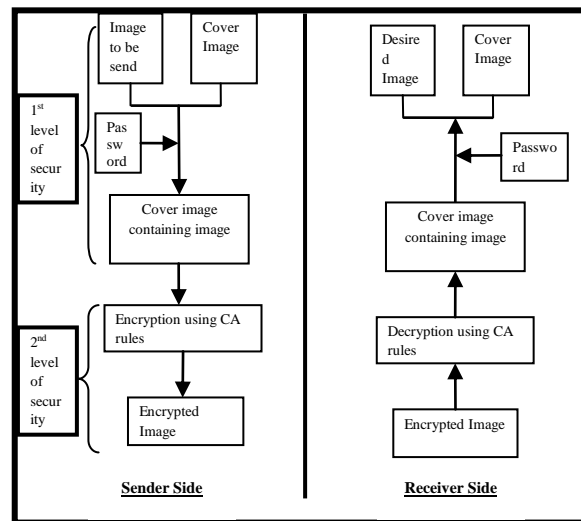 Image
to be
send
Cover
Image
1st
level
of
secur
ity
Pas
sw
ord
Cover image
containing image
2nd
level
of
secur
ity
Encryption using CA
rules
Encrypted
Image
Sender Side
Desire
d
Image
Cover
Image
Passwo
rd
Cover image
containing image
Decryption using CA
rules
Encrypted Image
Receiver Side